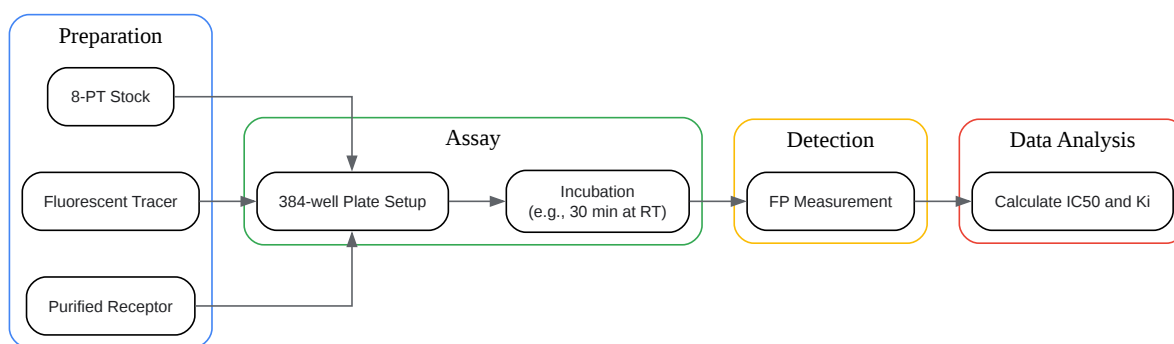 Preparation
8-PT Stock
Fluorescent Tracer
Purified Receptor
Assay
384-well Plate Setup
Incubation
(e.g., 30 min at RT)
Detection
FP Measurement
Data Analysis
Calculate IC50 and Ki